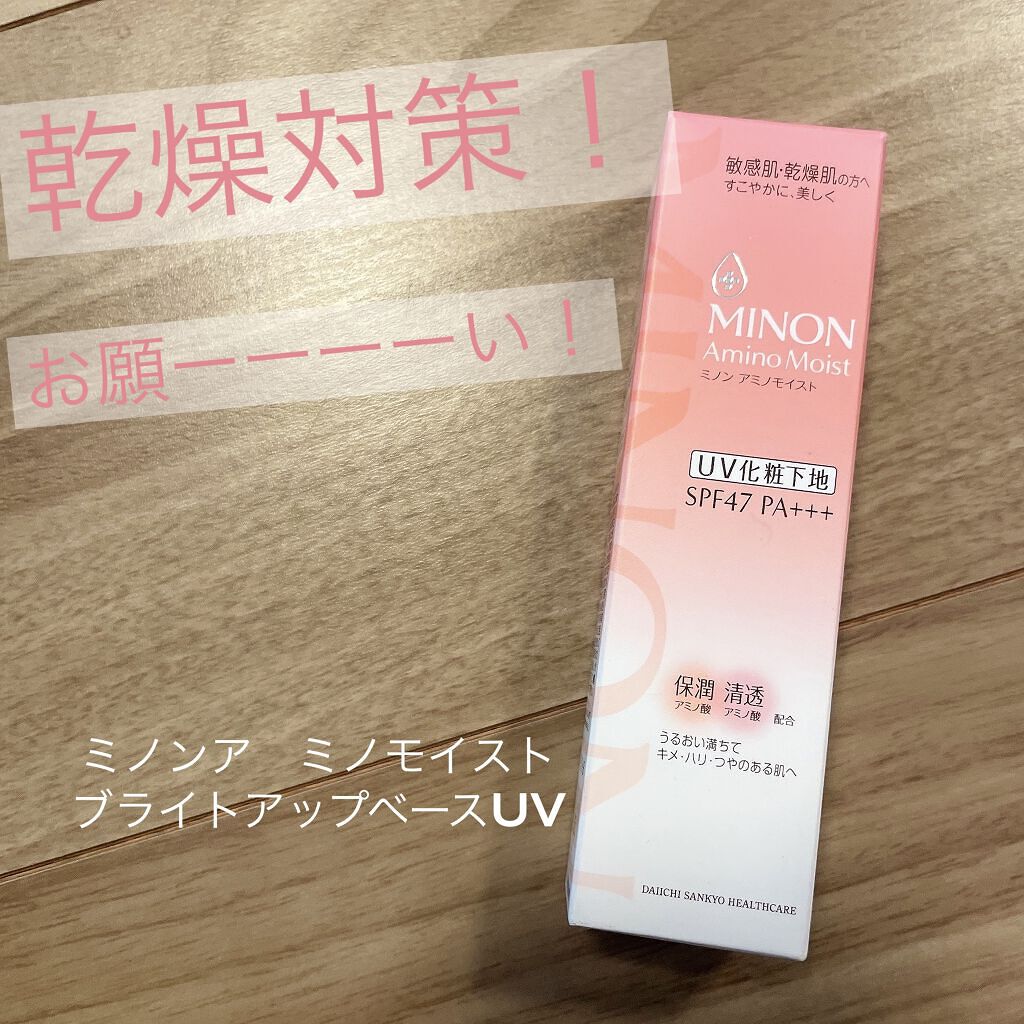 乾燥対策！
お願ーーーーい！
敏感肌・乾燥肌の方へ
すこやかに、美しく
MINON
Amino Moist
ミノン アミノモイスト
UV化粧下地
SPF47 PA+++
保潤 清透
アミノ酸 アミノ酸 配合
うるおい満ちて
キメ・ハリ・つやのある肌へ
DAIICHI SANKYO HEALTHCARE
MINON
ミノンア　ミノモイスト
ブライトアップベースUV